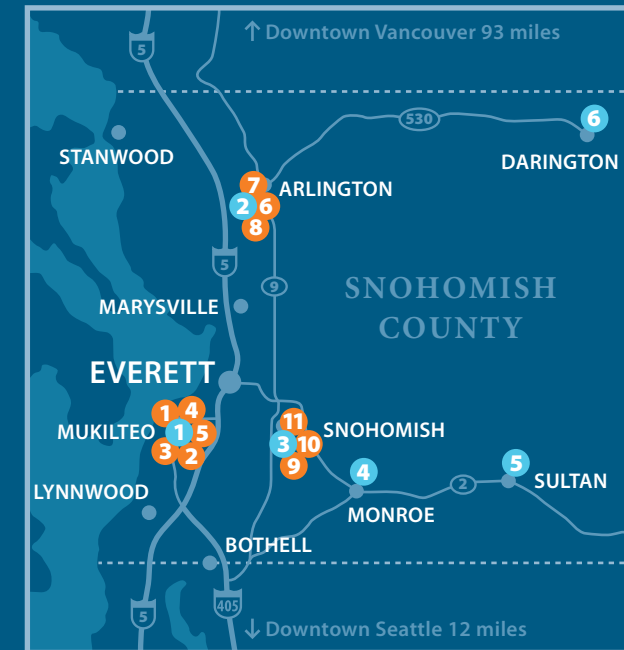 ↑ Downtown Vancouver 93 miles
5
530
6
STANWOOD
DARINGTON
7
ARLINGTON
2 6
8
5
9
SNOHOMISH
COUNTY
MARYSVILLE
EVERETT
1 4
MUKILTEO 1 5
3 2
11
SNOHOMISH
3 10
9
4
5
2
SULTAN
LYNNWOOD
MONROE
BOTHELL
5
405
↓ Downtown Seattle 12 miles